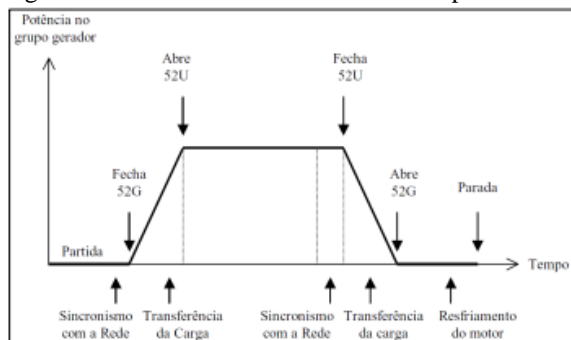 Potência no
grupo gerador
Abre
52U
Fecha
52U
Fecha
52G
Abre
52G
Parada
Partida
Tempo
Sincronismo
com a Rede
Transferência
da Carga
Sincronismo
com a Rede
Transferência
da carga
Resfriamento
do motor